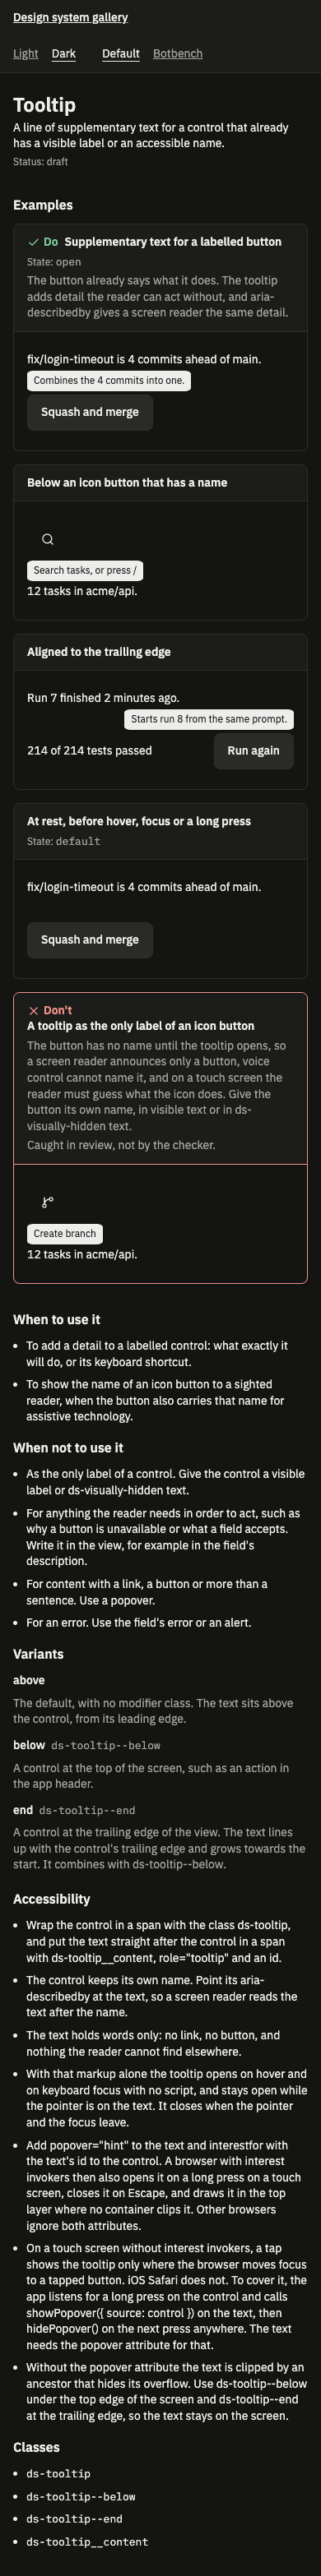 Design system gallery
Light Dark Default Botbench
Tooltip
A line of supplementary text for a control that already
has a visible label or an accessible name.
Status: draft
Examples
Do Supplementary text for a labelled button
State: open
The button already says what it does. The tooltip
adds detail the reader can act without, and aria-
describedby gives a screen reader the same detail.
fix/login-timeout is 4 commits ahead of main.
Combines the 4 commits into one.
Squash and merge
Below an icon button that has a name
Search tasks, or press /
12 tasks in acme/api.
Aligned to the trailing edge
Run 7 finished 2 minutes ago.
Starts run 8 from the same prompt.
214 of 214 tests passed Run again
At rest, before hover, focus or a long press
State: default
fix/login-timeout is 4 commits ahead of main.
Squash and merge
Don't
A tooltip as the only label of an icon button
The button has no name until the tooltip opens, so
a screen reader announces only a button, voice
control cannot name it, and on a touch screen the
reader must guess what the icon does. Give the
button its own name, in visible text or in ds-
visually-hidden text.
Caught in review, not by the checker.
Create branch
12 tasks in acme/api.
When to use it
• To add a detail to a labelled control: what exactly it
will do, or its keyboard shortcut.
• To show the name of an icon button to a sighted
reader, when the button also carries that name for
assistive technology.
When not to use it
• As the only label of a control. Give the control a visible
label or ds-visually-hidden text.
• For anything the reader needs in order to act, such as
why a button is unavailable or what a field accepts.
Write it in the view, for example in the field's
description.
• For content with a link, a button or more than a
sentence. Use a popover.
• For an error. Use the field's error or an alert.
Variants
above
The default, with no modifier class. The text sits above
the control, from its leading edge.
below ds-tooltip--below
A control at the top of the screen, such as an action in
the app header.
end ds-tooltip--end
A control at the trailing edge of the view. The text lines
up with the control's trailing edge and grows towards the
start. It combines with ds-tooltip--below.
Accessibility
• Wrap the control in a span with the class ds-tooltip,
and put the text straight after the control in a span
with ds-tooltip__content, role="tooltip" and an id.
• The control keeps its own name. Point its aria-
describedby at the text, so a screen reader reads the
text after the name.
• The text holds words only: no link, no button, and
nothing the reader cannot find elsewhere.
• With that markup alone the tooltip opens on hover and
on keyboard focus with no script, and stays open while
the pointer is on the text. It closes when the pointer
and the focus leave.
• Add popover="hint" to the text and interestfor with
the text's id to the control. A browser with interest
invokers then also opens it on a long press on a touch
screen, closes it on Escape, and draws it in the top
layer where no container clips it. Other browsers
ignore both attributes.
• On a touch screen without interest invokers, a tap
shows the tooltip only where the browser moves focus
to a tapped button. iOS Safari does not. To cover it, the
app listens for a long press on the control and calls
showPopover({ source: control }) on the text, then
hidePopover() on the next press anywhere. The text
needs the popover attribute for that.
• Without the popover attribute the text is clipped by an
ancestor that hides its overflow. Use ds-tooltip--below
under the top edge of the screen and ds-tooltip--end
at the trailing edge, so the text stays on the screen.
Classes
• ds-tooltip
• ds-tooltip--below
• ds-tooltip--end
• ds-tooltip__content